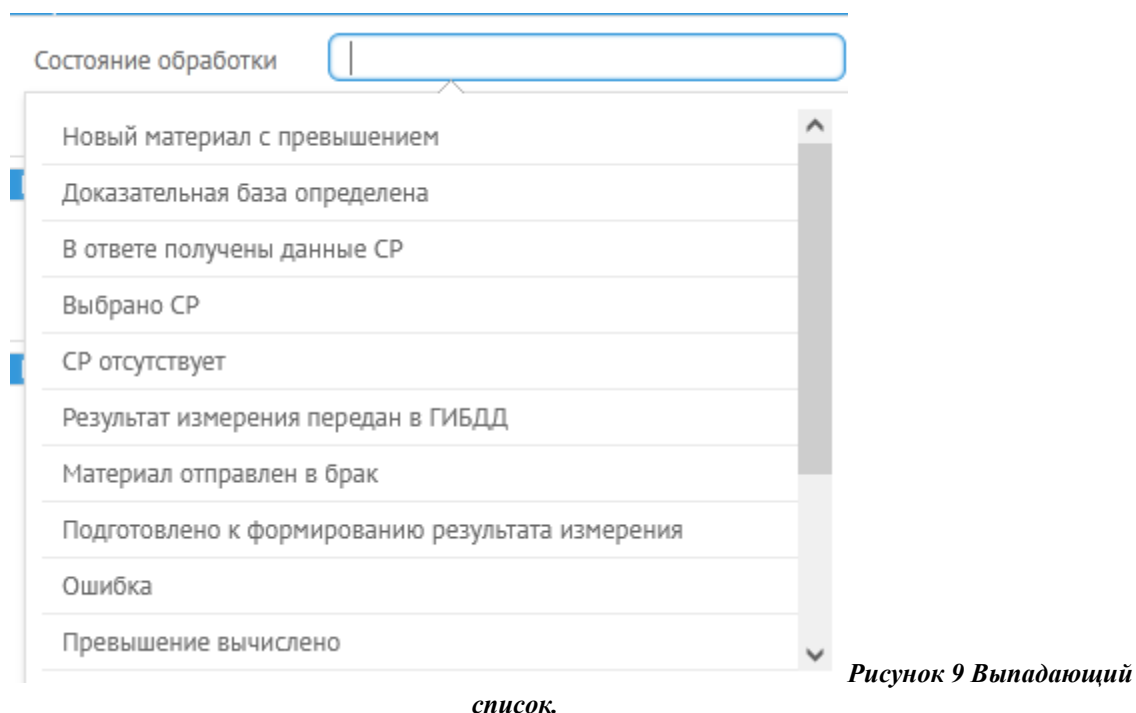 Состояние обработки
Новый материал с превышением
Доказательная база определена
В ответе получены данные СР
Выбрано СР
СР отсутствует
Результат измерения передан в ГИБДД
Материал отправлен в брак
Подготовлено к формированию результата измерения
Ошибка
Превышение вычислено
Рисунок 9 Выпадающий
список.